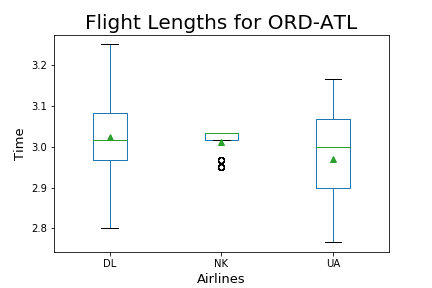 Flight Lengths for ORD-ATL
3.2
3.1
3.0
2.9
2.8
Time
DL
NK
UA
Airlines